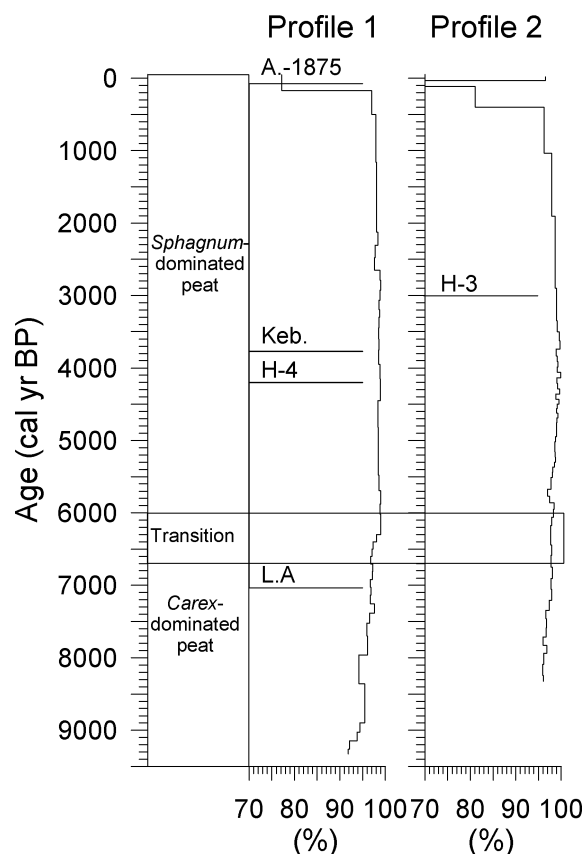 Profile 1
Profile 2
Age (cal yr BP)
0
1000
2000
3000
4000
5000
6000
7000
8000
9000
Sphagnum-
dominated
peat
Transition
Carex-
dominated
peat
A.-1875
Keb.
H-4
L.A
H-3
70 80 90 100
(%)
70 80 90 100
(%)